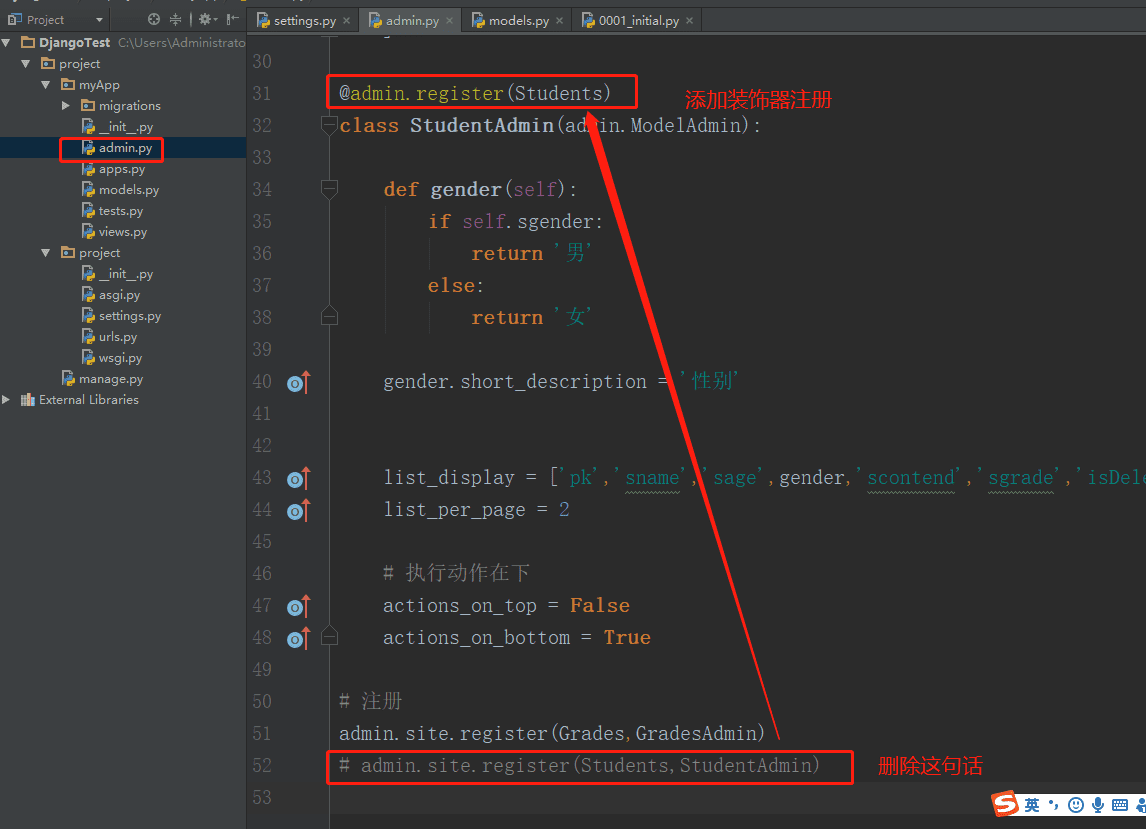 Project
settings.py
admin.py
models.py
0001_initial.py
DjangoTest C:\Users\Administrato
project
myApp
migrations
__init__.py
admin.py
apps.py
models.py
tests.py
views.py
project
__init__.py
asgi.py
settings.py
urls.py
wsgi.py
manage.py
External Libraries
30
31 @admin.register(Students)
添加装饰器注册
32 class StudentAdmin(admin.ModelAdmin):
33
34 def gender(self):
35 if self.sgender:
36 return '男'
37 else:
38 return '女'
39
40 gender.short_description = '性别'
41
42
43 list_display = ['pk','sname','sage',gender,'scontend','sgrade','isDele
44 list_per_page = 2
45
46 # 执行动作在下
47 actions_on_top = False
48 actions_on_bottom = True
49
50 # 注册
51 admin.site.register(Grades,GradesAdmin)
52 # admin.site.register(Students,StudentAdmin)
删除这句话
53
S 英